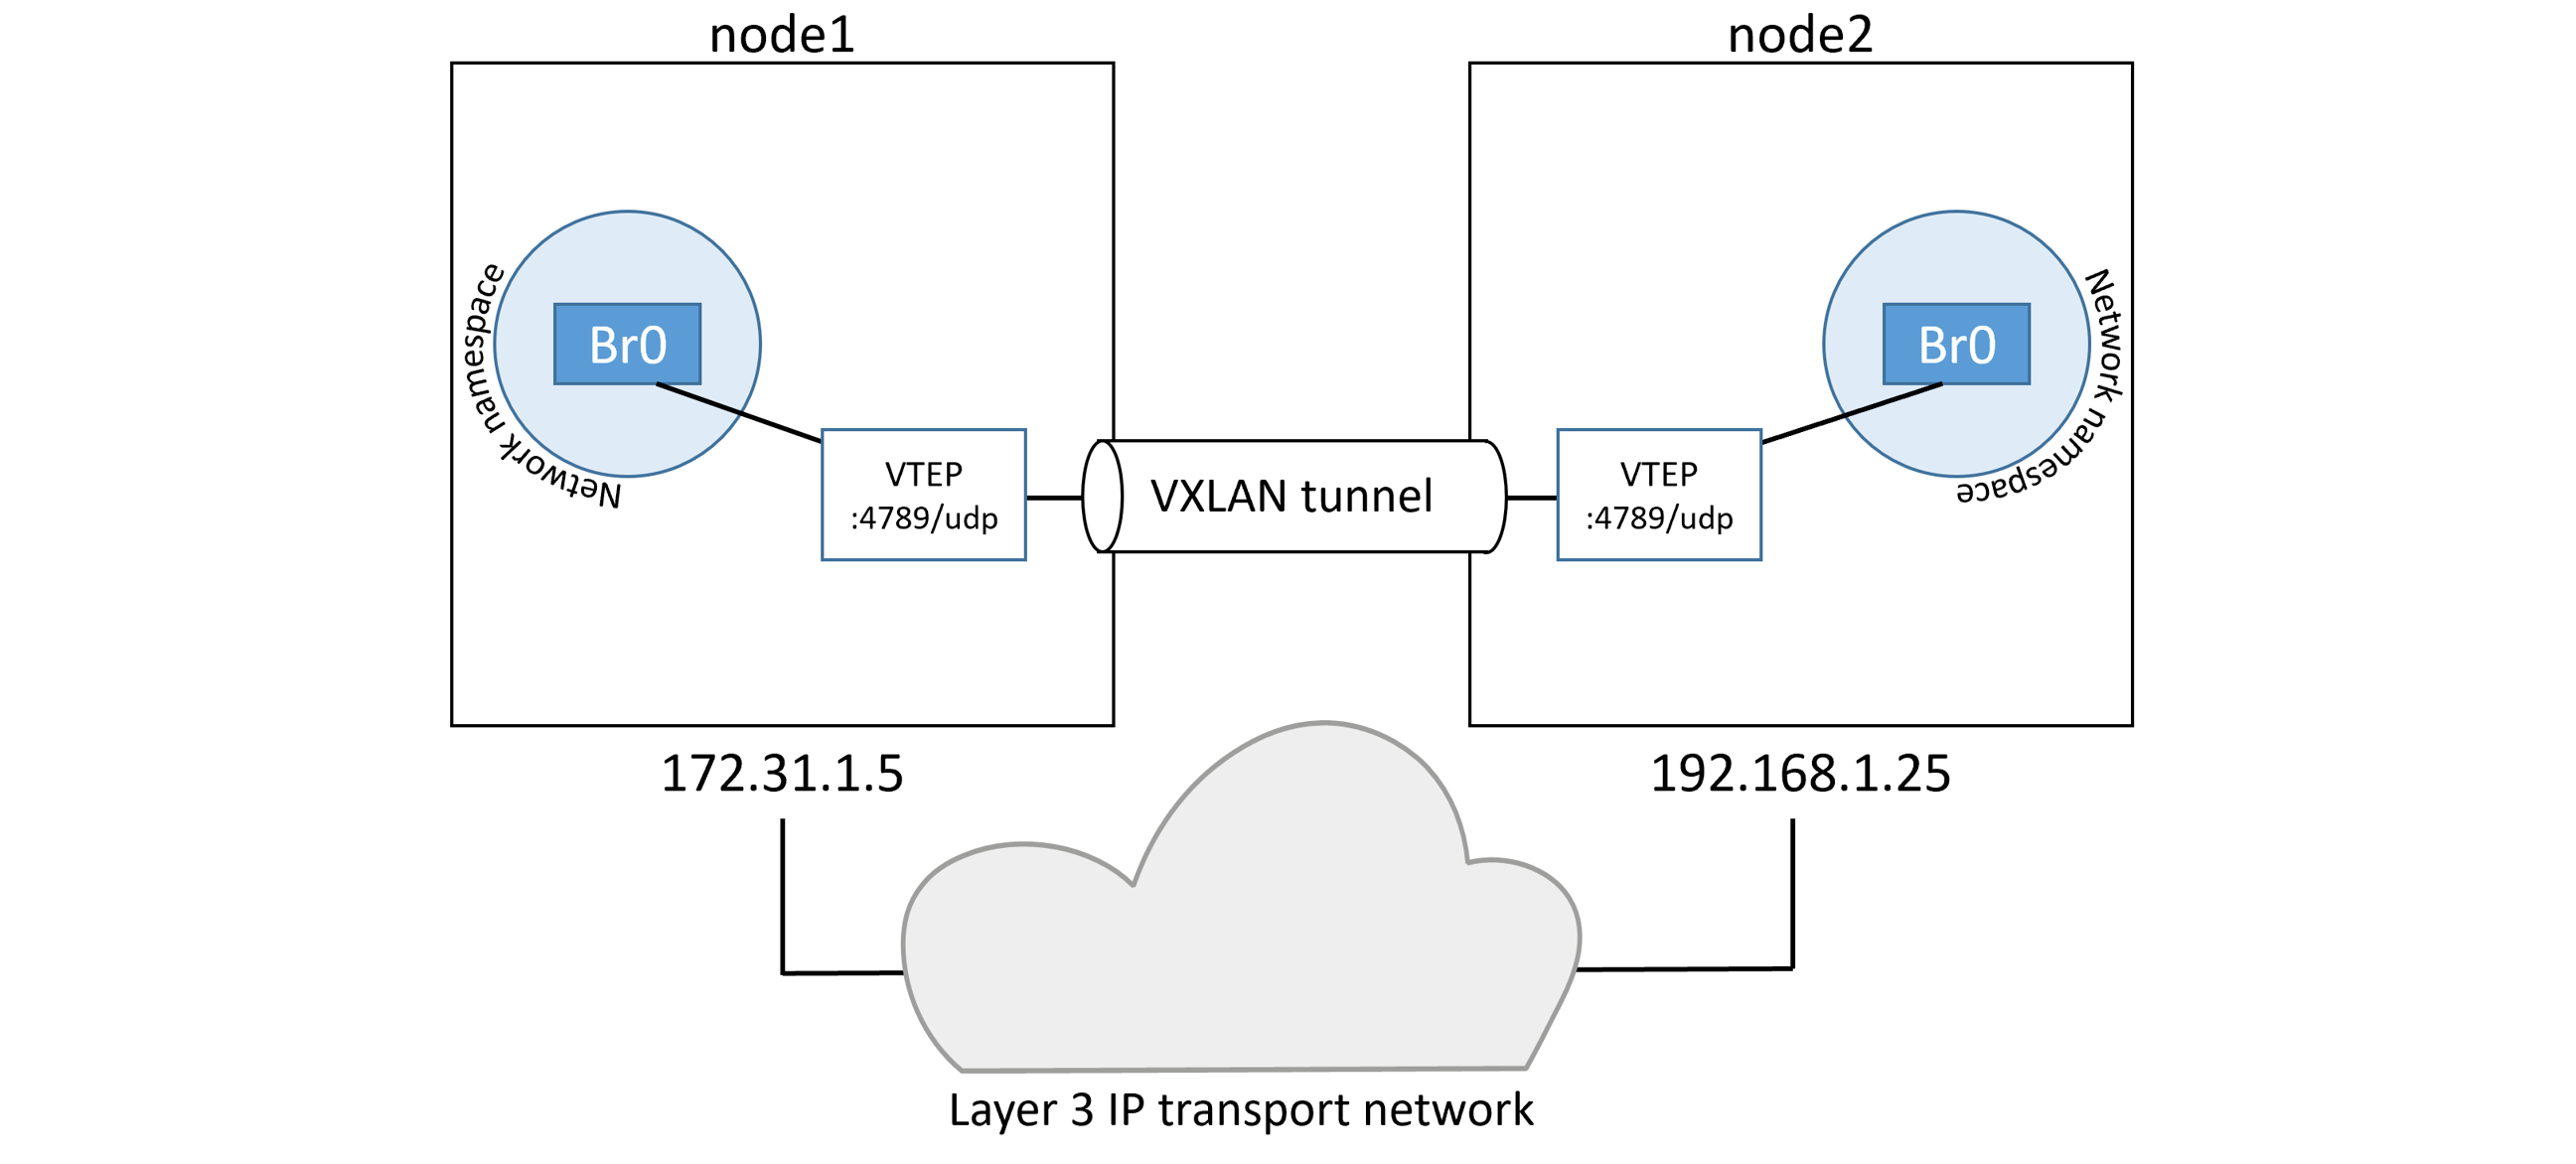 node1
node2
Network namespace
Br0
VTEP
:4789/udp
VXLAN tunnel
VTEP
:4789/udp
Br0
Network namespace
172.31.1.5
192.168.1.25
Layer 3 IP transport network